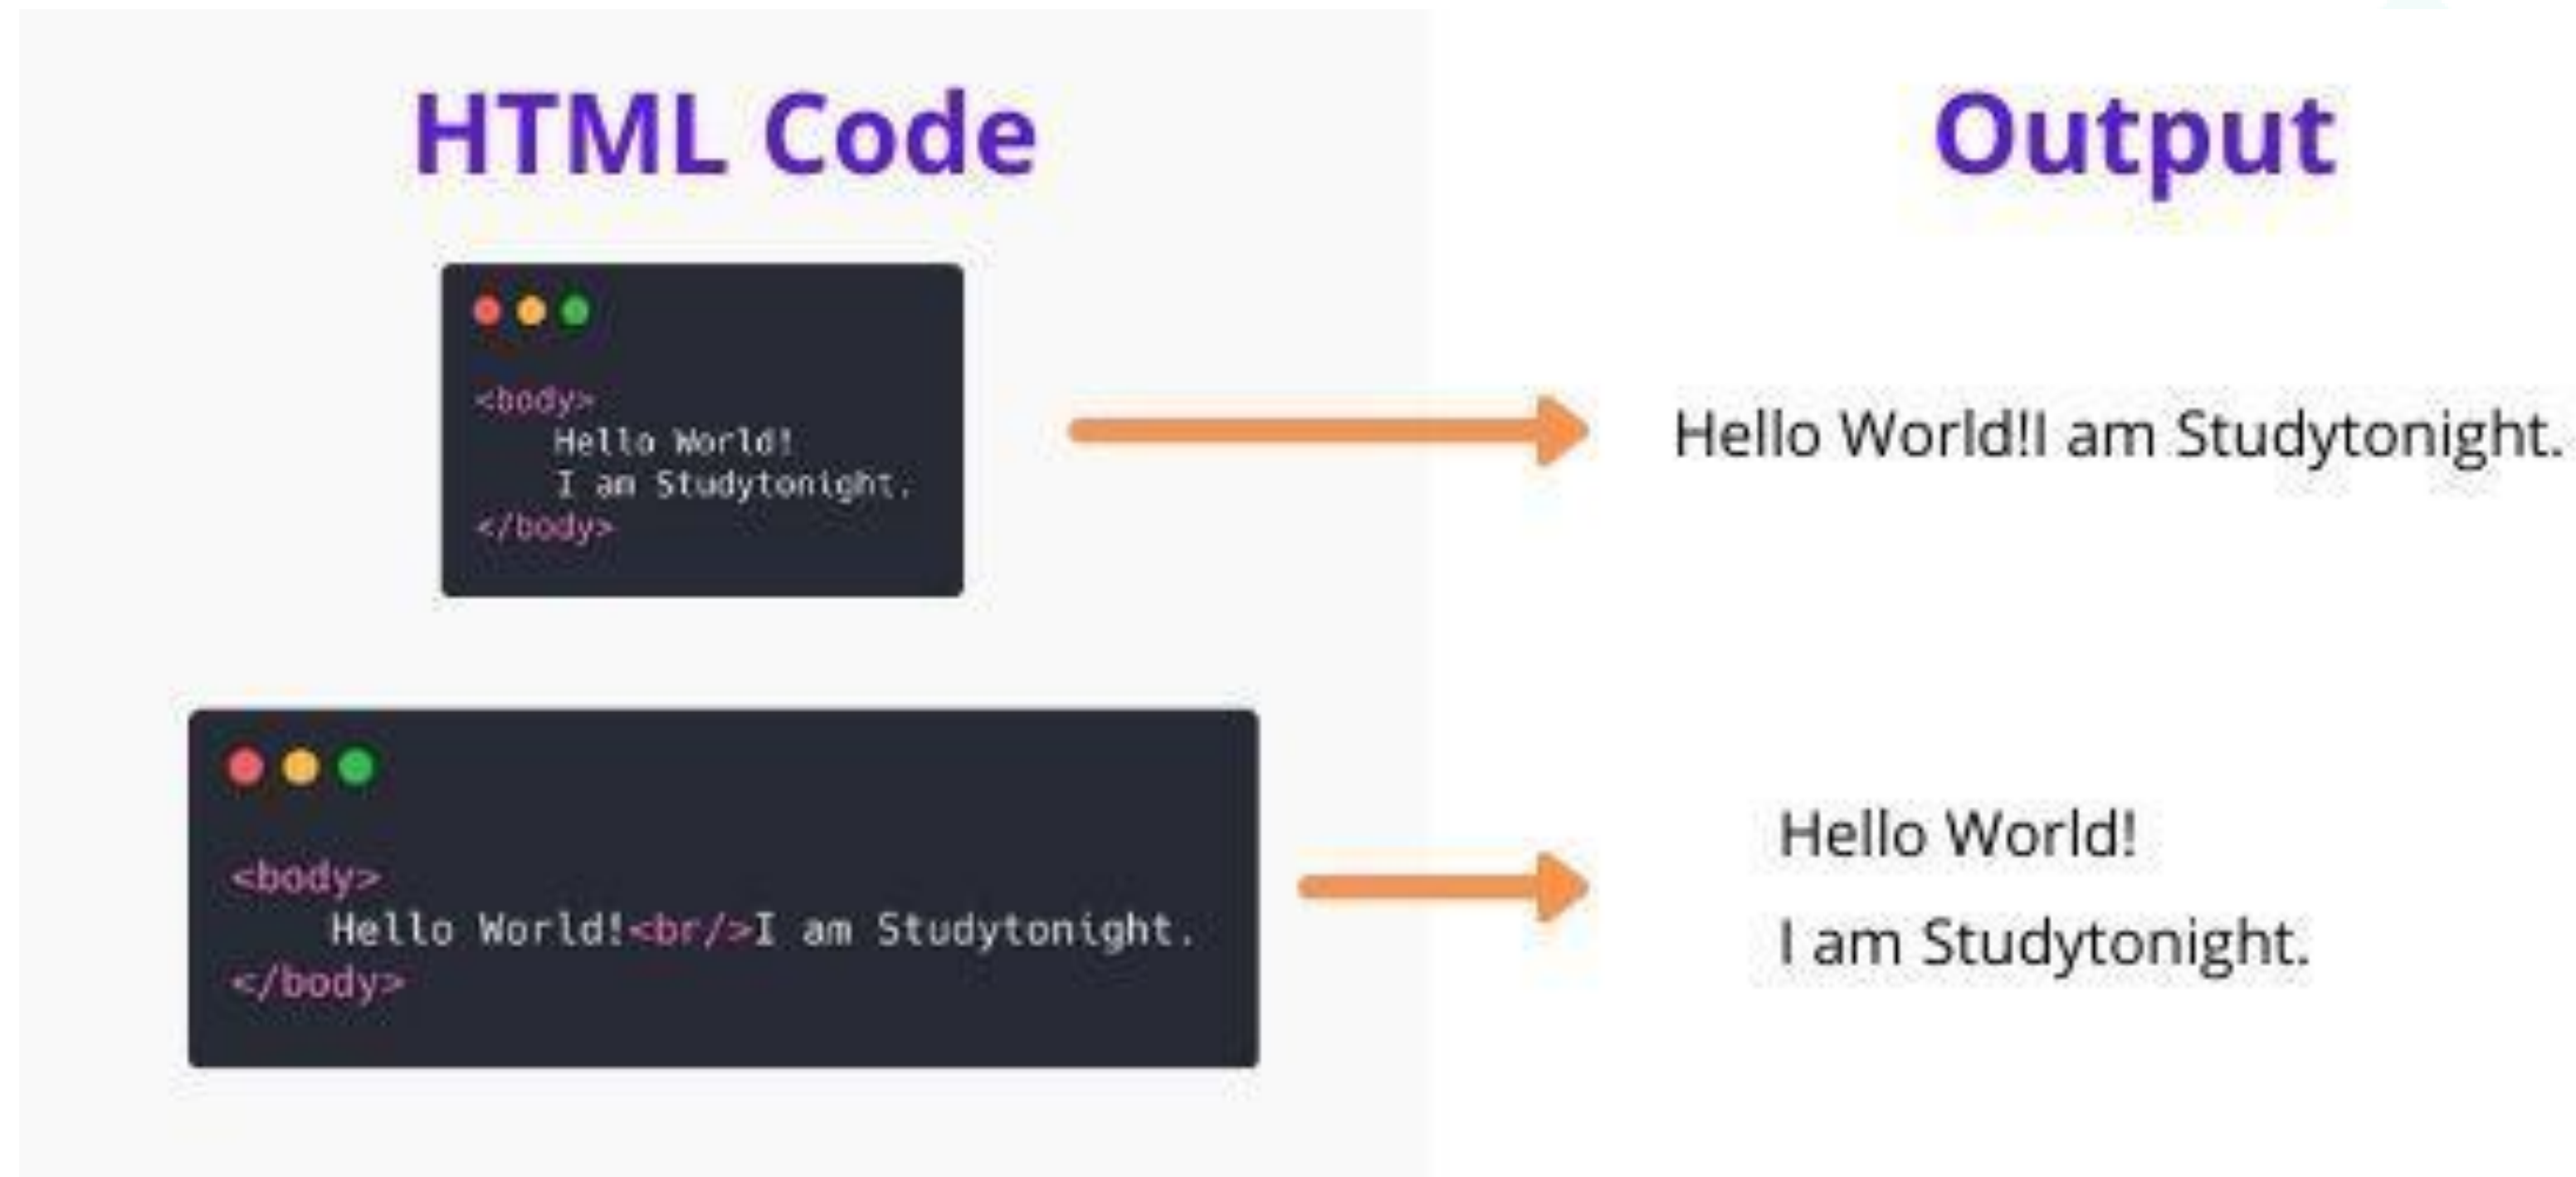 HTML Code
Output
<body>
Hello World!
I am Studytonight.
</body>
Hello World!I am Studytonight.
<body>
Hello World!<br/>I am Studytonight.
</body>
Hello World!
I am Studytonight.